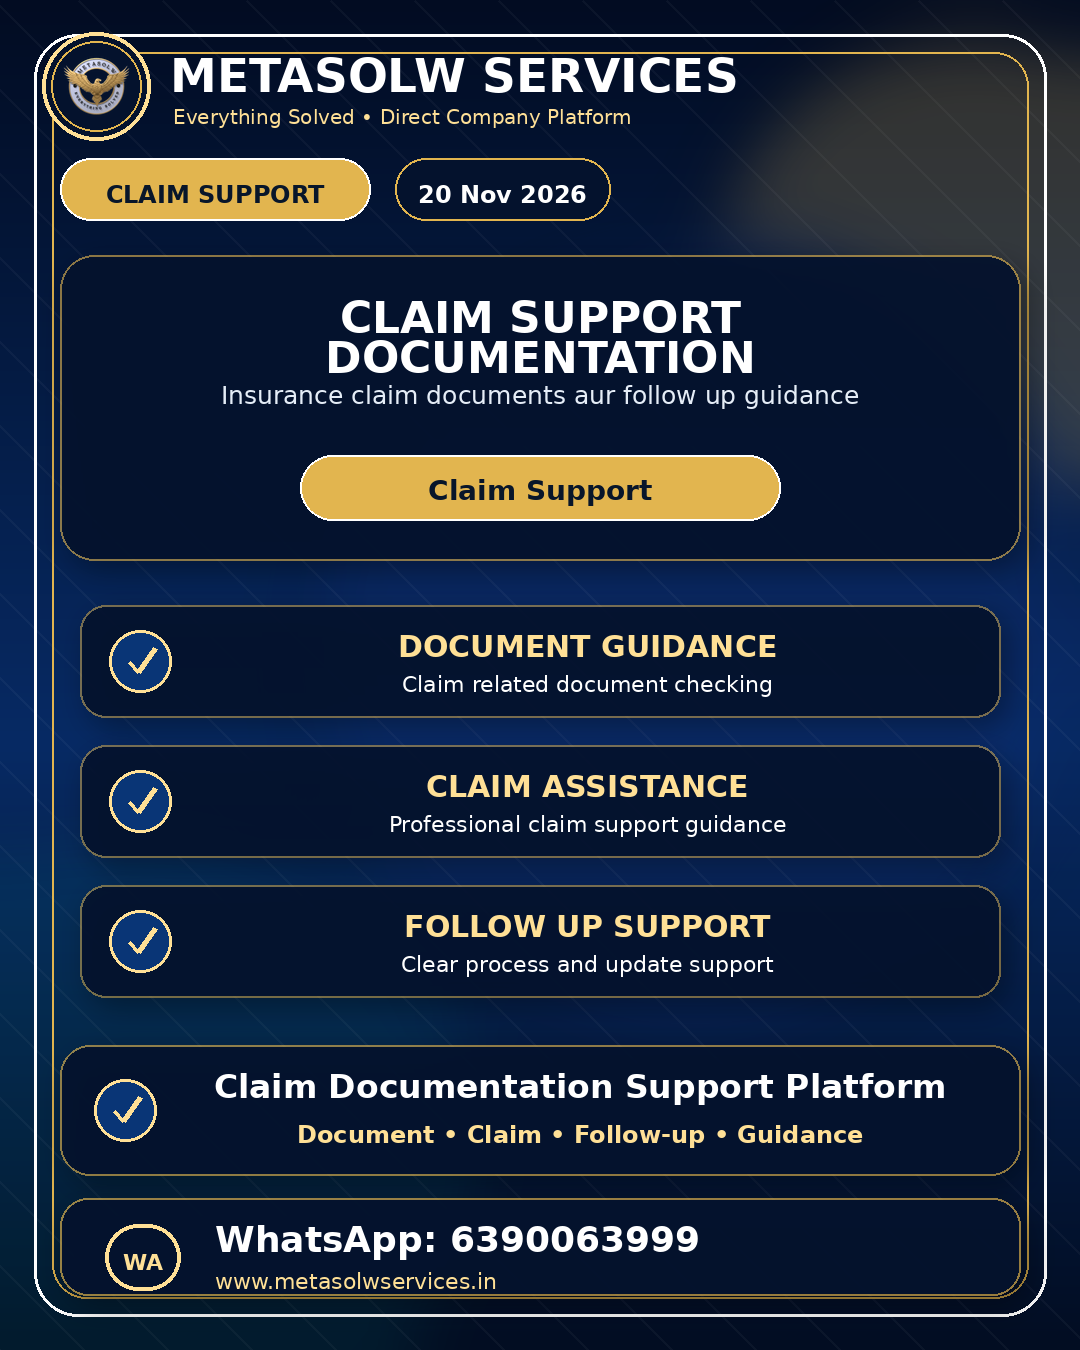 METASOLW
EVERYTHING SOLVED
METASOLW SERVICES
Everything Solved • Direct Company Platform
CLAIM SUPPORT
20 Nov 2026
CLAIM SUPPORT
DOCUMENTATION
Insurance claim documents aur follow up guidance
Claim Support
DOCUMENT GUIDANCE
Claim related document checking
CLAIM ASSISTANCE
Professional claim support guidance
FOLLOW UP SUPPORT
Clear process and update support
Claim Documentation Support Platform
Document • Claim • Follow-up • Guidance
WA
WhatsApp: 6390063999
www.metasolwservices.in